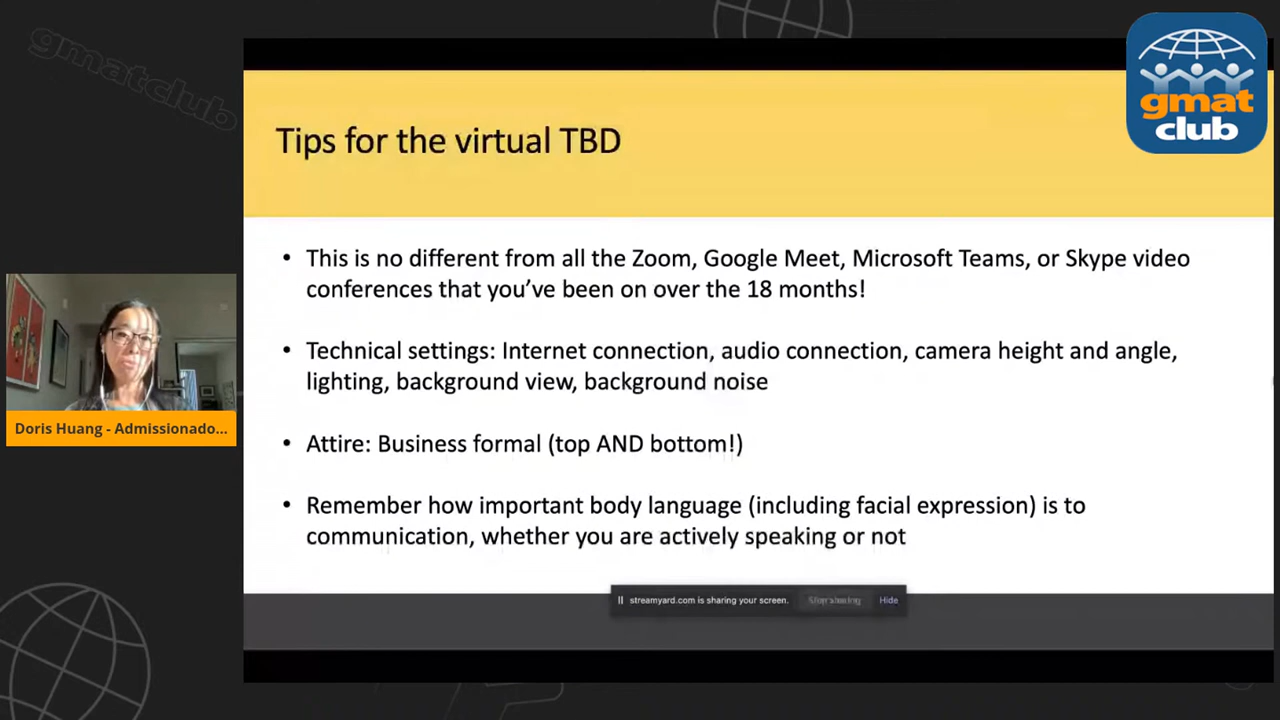 gmatclub
gmat
club
Tips for the virtual TBD
• This is no different from all the Zoom, Google Meet, Microsoft Teams, or Skype video
conferences that you’ve been on over the 18 months!
• Technical settings: Internet connection, audio connection, camera height and angle,
lighting, background view, background noise
• Attire: Business formal (top AND bottom!)
• Remember how important body language (including facial expression) is to
communication, whether you are actively speaking or not
Doris Huang - Admissionado...
streamyard.com is sharing your screen. Stop sharing Hide